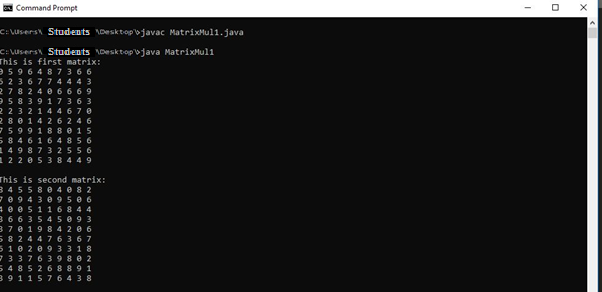 Command Prompt
C:\Users\ Students \Desktop\>javac MatrixMul1.java
C:\Users\ Students \Desktop\>java MatrixMul1
This is first matrix:
0 5 9 6 4 8 7 3 6 6
2 3 6 7 7 4 4 4 3
2 7 8 2 4 0 6 6 6 9
9 5 8 3 9 1 7 3 6 3
2 2 3 2 1 4 4 6 7 0
2 8 0 1 4 2 6 2 4 6
7 5 9 9 1 8 8 0 1 5
5 8 4 6 1 6 4 8 5 6
1 4 9 8 7 3 2 5 5 6
1 2 2 0 5 3 8 4 4 9
This is second matrix:
4 5 5 8 0 4 0 8 2
7 0 9 4 3 0 9 5 0 6
4 0 0 5 1 1 6 8 4 4
6 6 3 5 4 5 0 9 3
7 0 1 9 8 4 2 0 6
5 8 2 4 4 7 6 3 6 7
1 0 2 0 9 3 3 1 8
7 3 3 7 6 3 9 8 0 2
5 4 8 5 2 6 8 8 9 1
9 1 1 5 7 6 4 3 8